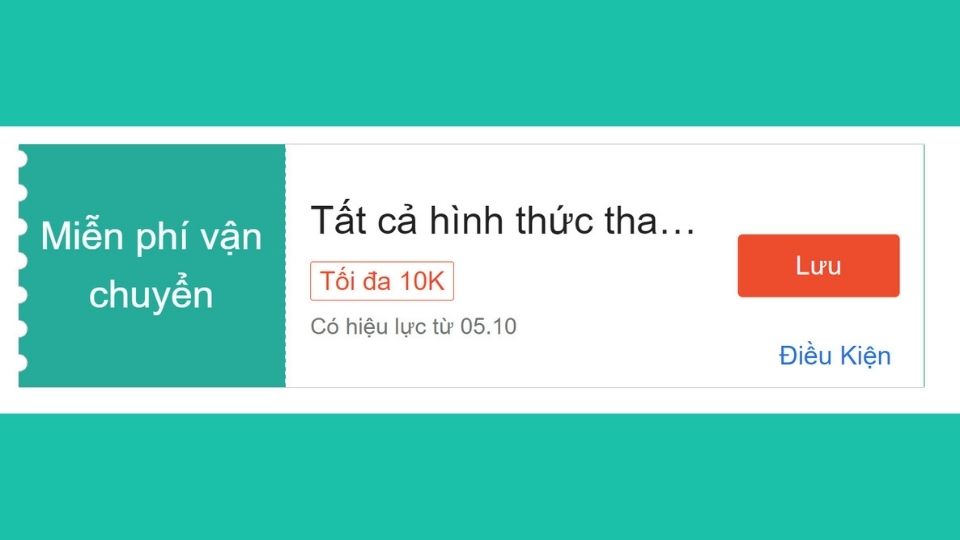 Miễn phí vận
chuyển
Tất cả hình thức tha...
Tối đa 10K
Có hiệu lực từ 05.10
Lưu
Điều Kiện